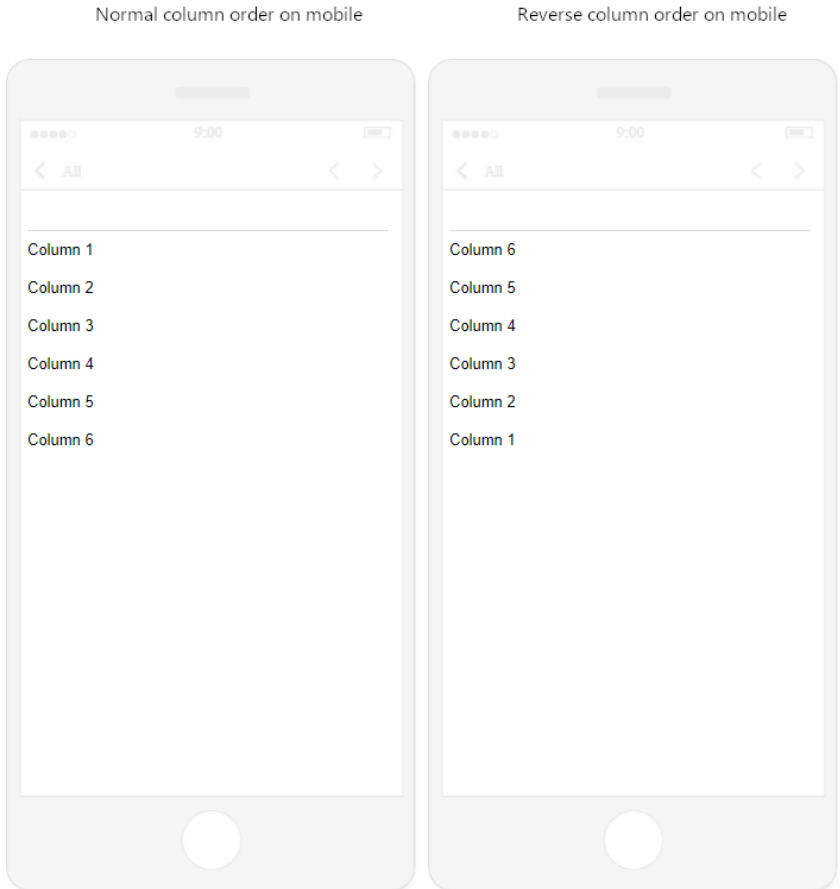 Normal column order on mobile
9:00
All
Column 1
Column 2
Column 3
Column 4
Column 5
Column 6
Reverse column order on mobile
9:00
All
Column 6
Column 5
Column 4
Column 3
Column 2
Column 1